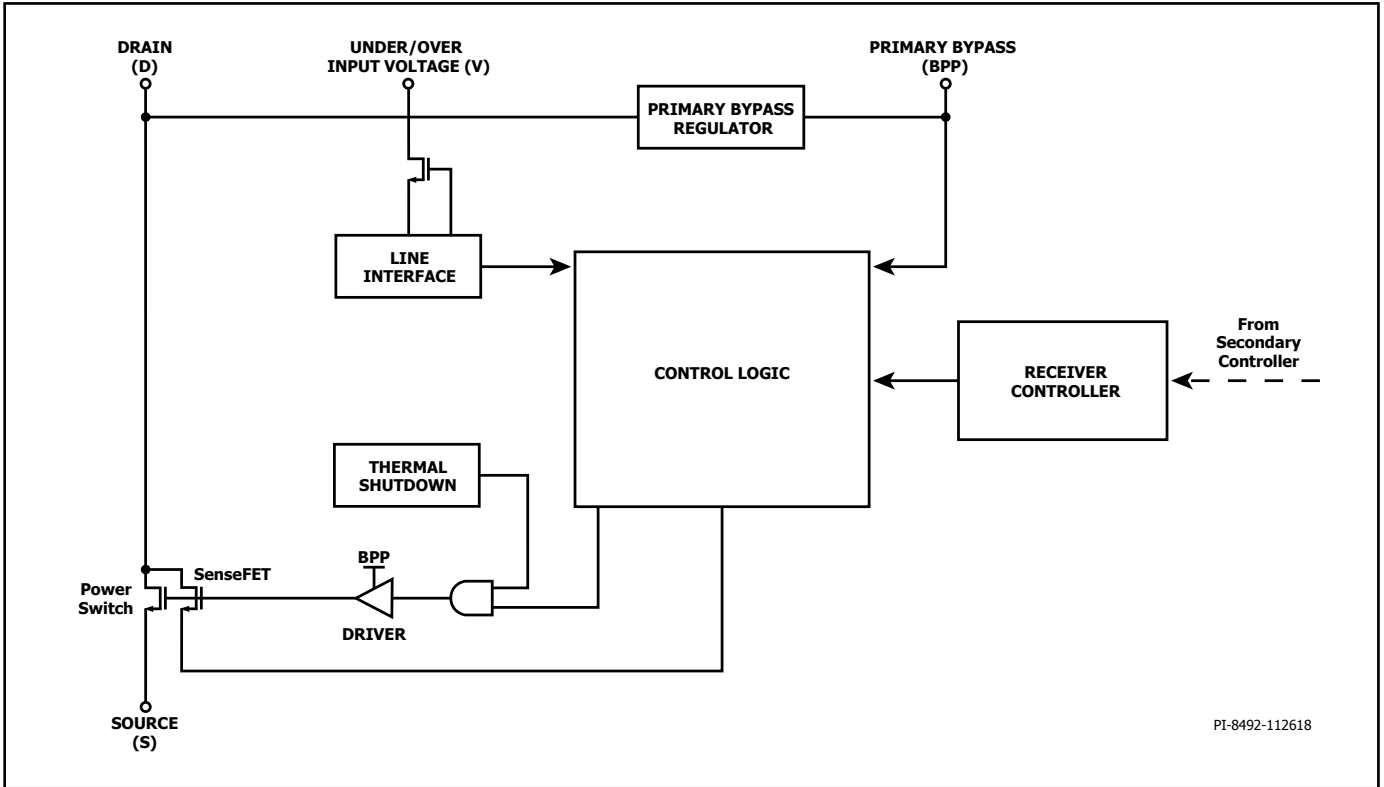 DRAIN
(D)
UNDER/OVER
INPUT VOLTAGE (V)
PRIMARY BYPASS
(BPP)
PRIMARY BYPASS
REGULATOR
LINE
INTERFACE
CONTROL LOGIC
RECEIVER
CONTROLLER
From
Secondary
Controller
THERMAL
SHUTDOWN
BPP
SenseFET
Power
Switch
DRIVER
SOURCE
(S)
PI-8492-112618